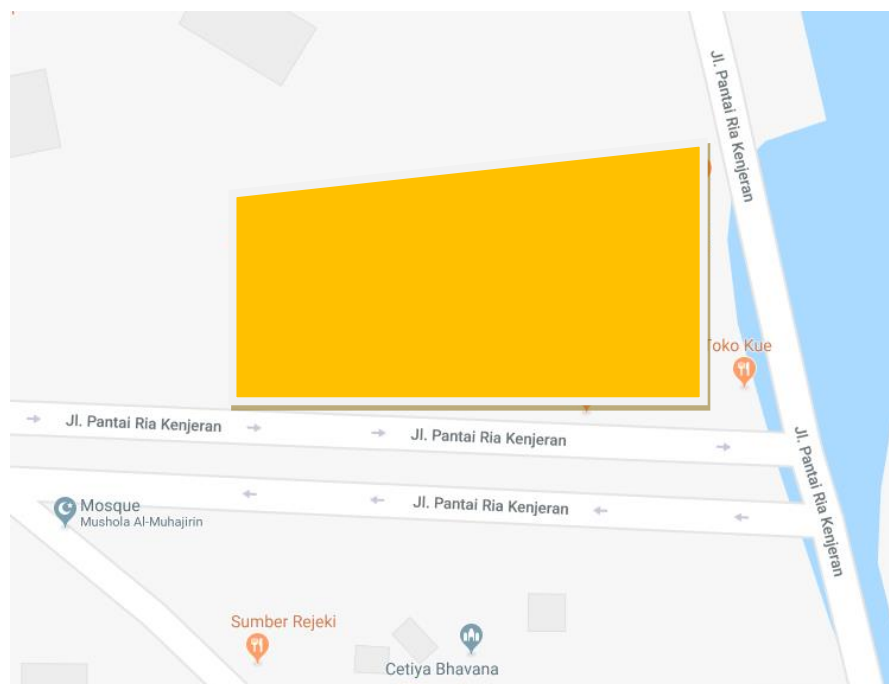 Jl. Pantai Ria Kenjeran
Toko Kue
Jl. Pantai Ria Kenjeran
Jl. Pantai Ria Kenjeran
Jl. Pantai Ria Kenjeran
Jl. Pantai Ria Kenjeran
Mosque
Mushola Al-Muhajirin
Sumber Rejeki
Cetiya Bhavana